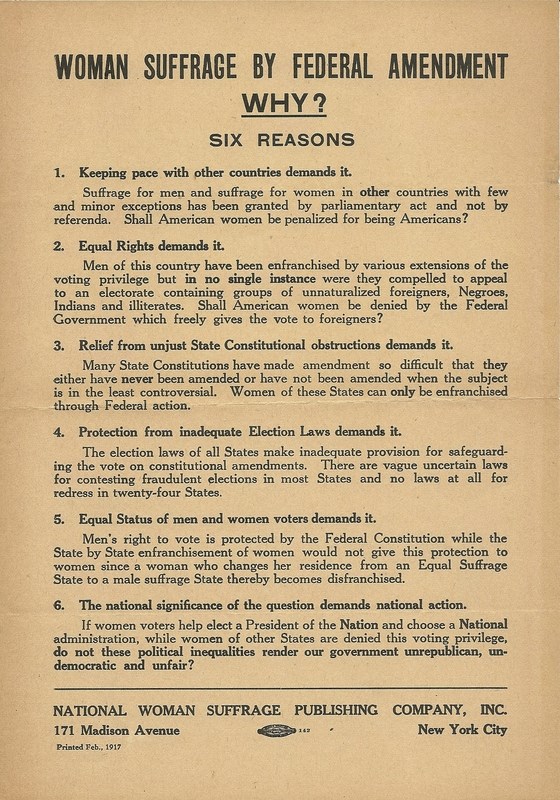 WOMAN SUFFRAGE BY FEDERAL AMENDMENT
WHY?
SIX REASONS
1. Keeping pace with other countries demands it.
Suffrage for men and suffrage for women in other countries with few
and minor exceptions has been granted by parliamentary act and not by
referenda. Shall American women be penalized for being Americans?
2. Equal Rights demands it.
Men of this country have been enfranchised by various extensions of the
voting privilege but in no single instance were they compelled to appeal
to an electorate containing groups of unnaturalized foreigners, Negroes,
Indians and illiterates. Shall American women be denied by the Federal
Government which freely gives the vote to foreigners?
3. Relief from unjust State Constitutional obstructions demands it.
Many State Constitutions have made amendment so difficult that they
either have never been amended or have not been amended when the subject
is in the least controversial. Women of these States can only be enfranchised
through Federal action.
4. Protection from inadequate Election Laws demands it.
The election laws of all States make inadequate provision for safeguard-
ing the vote on constitutional amendments. There are vague uncertain laws
for contesting fraudulent elections in most States and no laws at all for
redress in twenty-four States.
5. Equal Status of men and women voters demands it.
Men's right to vote is protected by the Federal Constitution while the
State by State enfranchisement of women would not give this protection to
women since a woman who changes her residence from an Equal Suffrage
State to a male suffrage State thereby becomes disfranchised.
6. The national significance of the question demands national action.
If women voters help elect a President of the Nation and choose a National
administration, while women of other States are denied this voting privilege,
do not these political inequalities render our government unrepublican, un-
democratic and unfair?
NATIONAL WOMAN SUFFRAGE PUBLISHING COMPANY, INC.
171 Madison Avenue 142 New York City
Printed Feb., 1917